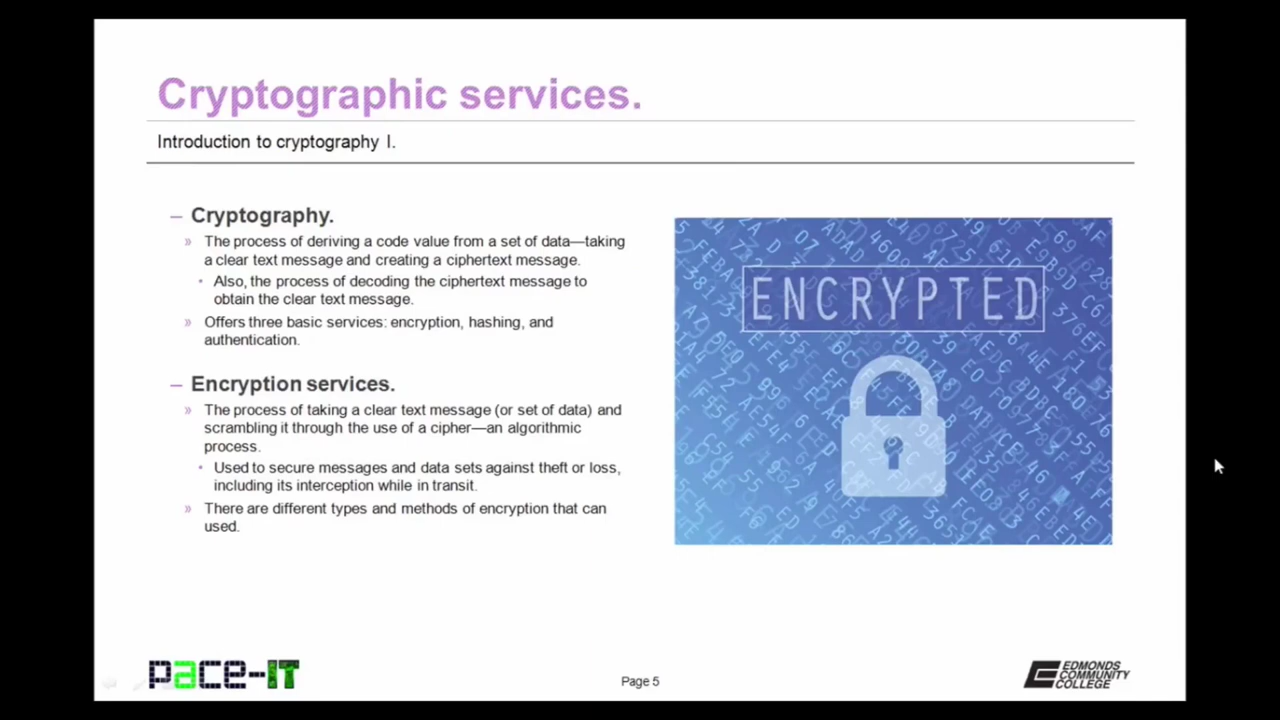 Cryptographic services.
Introduction to cryptography I.
– Cryptography.
» The process of deriving a code value from a set of data—taking
a clear text message and creating a ciphertext message.
• Also, the process of decoding the ciphertext message to
obtain the clear text message.
» Offers three basic services: encryption, hashing, and
authentication.
– Encryption services.
» The process of taking a clear text message (or set of data) and
scrambling it through the use of a cipher—an algorithmic
process.
• Used to secure messages and data sets against theft or loss,
including its interception while in transit.
» There are different types and methods of encryption that can
used.
ENCRYPTED
pace-IT
Page 5
EDMONDS
COMMUNITY
COLLEGE